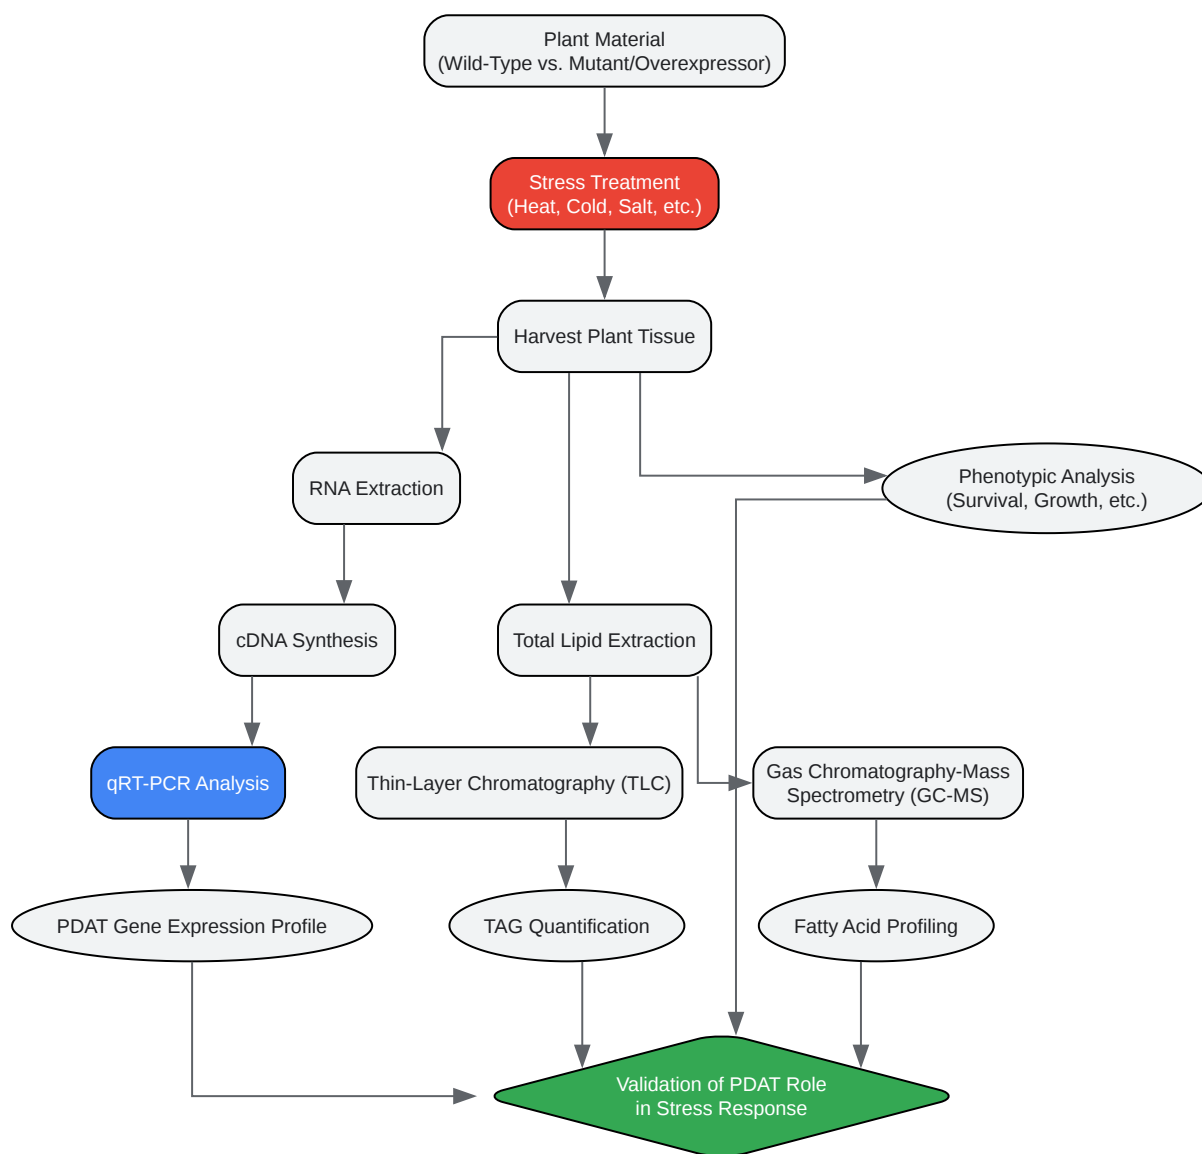 Plant Material
(Wild-Type vs. Mutant/Overexpressor)
Stress Treatment
(Heat, Cold, Salt, etc.)
Harvest Plant Tissue
RNA Extraction
Phenotypic Analysis
(Survival, Growth, etc.)
cDNA Synthesis
Total Lipid Extraction
qRT-PCR Analysis
Thin-Layer Chromatography (TLC)
Gas Chromatography-Mass
Spectrometry (GC-MS)
PDAT Gene Expression Profile
TAG Quantification
Fatty Acid Profiling
Validation of PDAT Role
in Stress Response